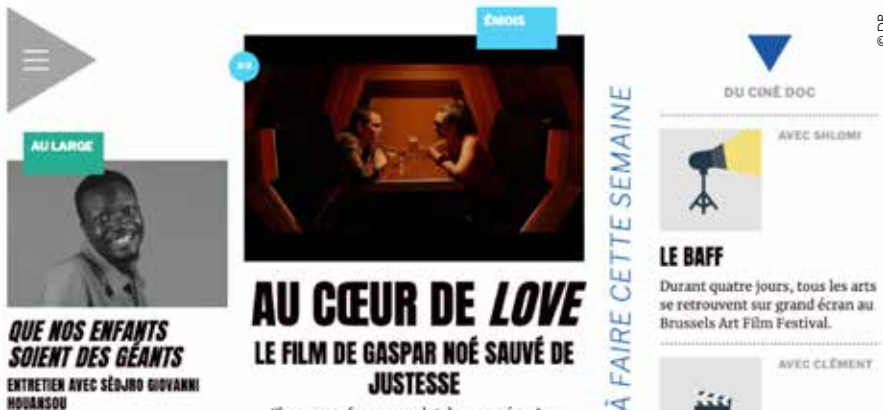 AU LARGE
QUE NOS ENFANTS
SOIENT DES GÉANTS
ENTRETIEN AVEC SÈDJRO GIOVANNI
HOUANSOU
ÉMOIS
AU CŒUR DE LOVE
LE FILM DE GASPAR NOÉ SAUVÉ DE
JUSTESSE
À FAIRE CETTE SEMAINE
DU CINÉ DOC
AVEC SHLOMI
LE BAFF
Durant quatre jours, tous les arts
se retrouvent sur grand écran au
Brussels Art Film Festival.
AVEC CLÉMENT
© DR